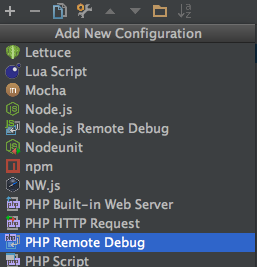 Add New Configuration
Lettuce
Lua Script
Mocha
Node.js
Node.js Remote Debug
Nodeunit
npm
NW.js
PHP Built-in Web Server
PHP HTTP Request
PHP Remote Debug
PHP Script